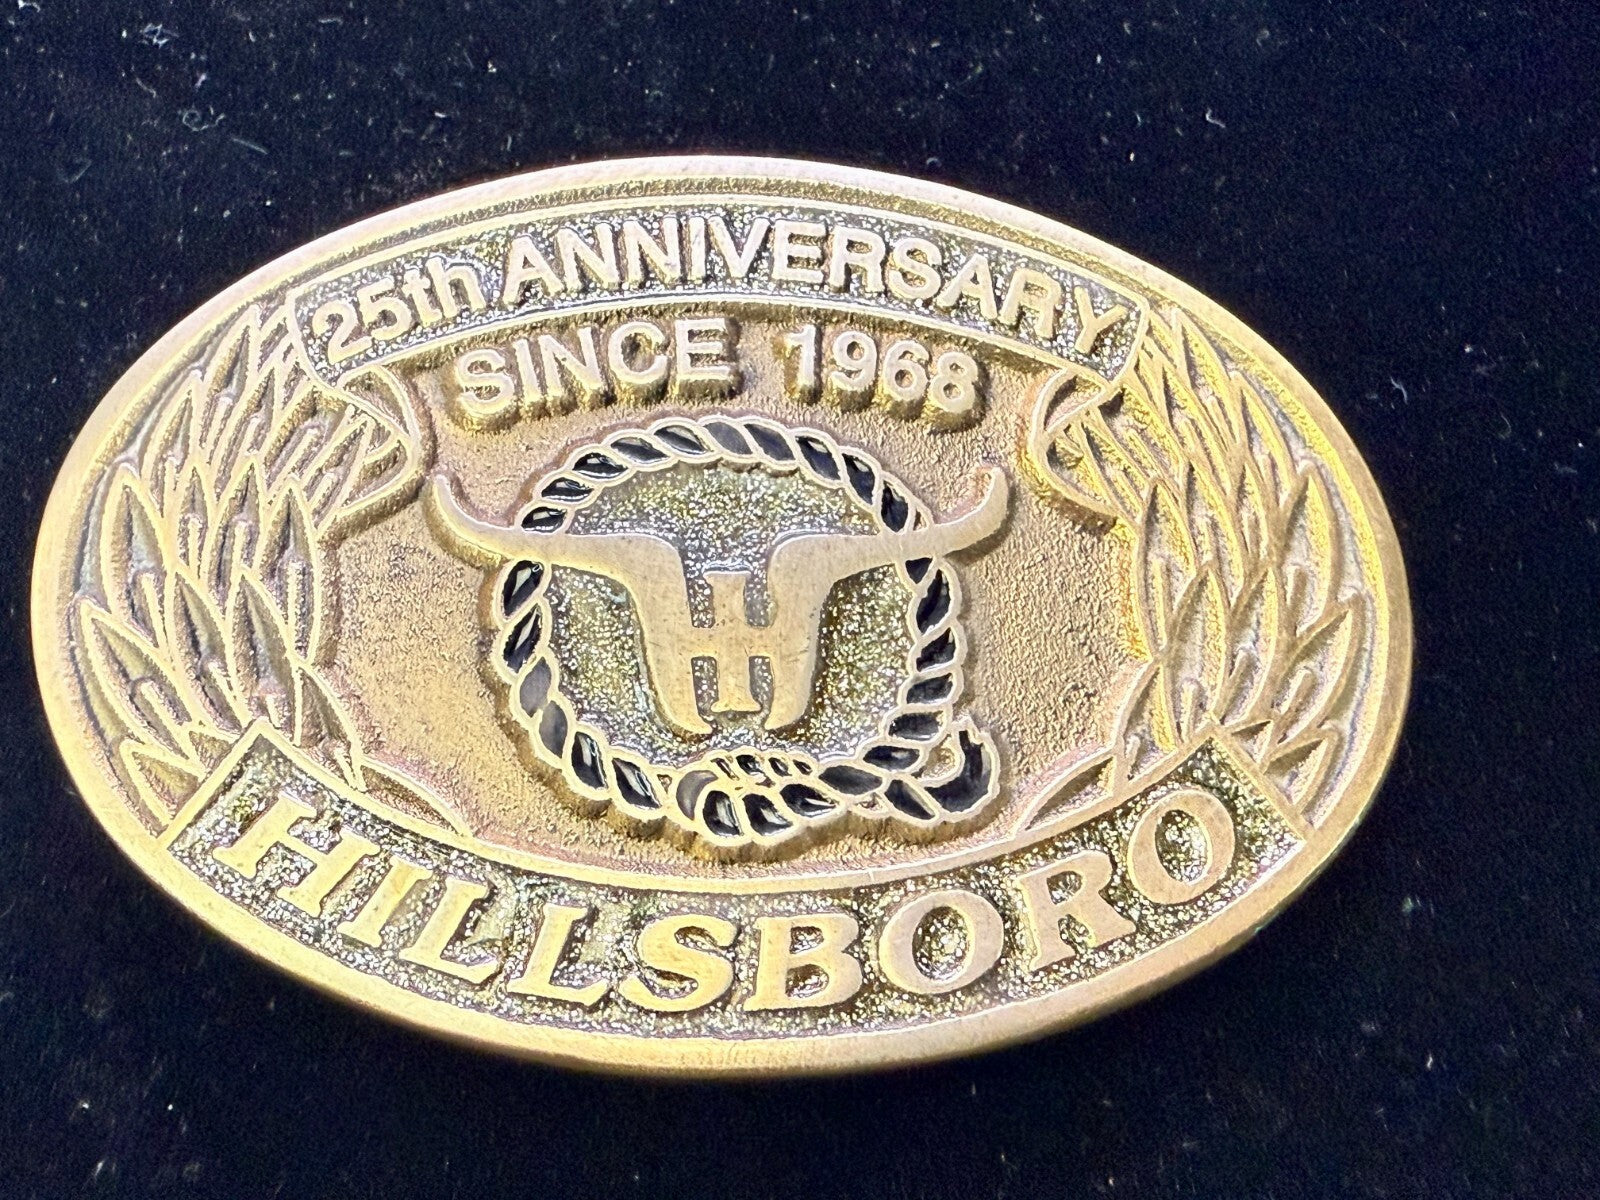 25th ANNIVERSARY
SINCE 1968
H
HILLSBORO